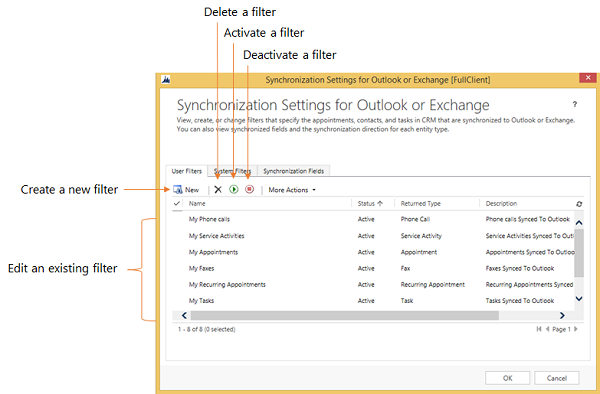 Delete a filter
Activate a filter
Deactivate a filter
Synchronization Settings for Outlook or Exchange [FullClient]
Synchronization Settings for Outlook or Exchange
?
View, create, or change filters that specify the appointments, contacts, and tasks in CRM that are synchronized to Outlook or Exchange.
You can also view synchronized fields and the synchronization direction for each entity type.
User Filters System Filters Synchronization Fields
Create a new filter
New More Actions
Name Status Returned Type Description
My Phone calls Active Phone Call Phone calls Synced To Outlook
My Service Activities Active Service Activity Service Activities Synced To Outl
Edit an existing filter
My Appointments Active Appointment Appointments Synced To Outlook
My Faxes Active Fax Faxes Synced To Outlook
My Recurring Appointments Active Recurring Appointment Recurring Appointments Synced
My Tasks Active Task Tasks Synced To Outlook
1 - 8 of 8 (0 selected) Page 1
OK Cancel